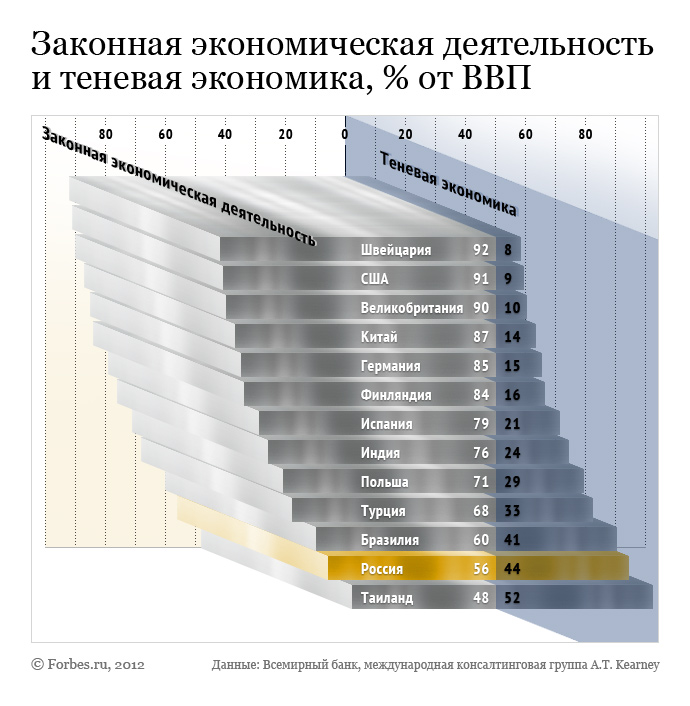 Законная экономическая деятельность
и теневая экономика, % от ВВП
80 60 40 20 0 20 40 60 80
Законная экономическая деятельность
Теневая экономика
Швейцария 92 8
США 91 9
Великобритания 90 10
Китай 87 14
Германия 85 15
Финляндия 84 16
Испания 79 21
Индия 76 24
Польша 71 29
Турция 68 33
Бразилия 60 41
Россия 56 44
Таиланд 48 52
© Forbes.ru, 2012 Данные: Всемирный банк, международная консалтинговая группа A.T. Kearney